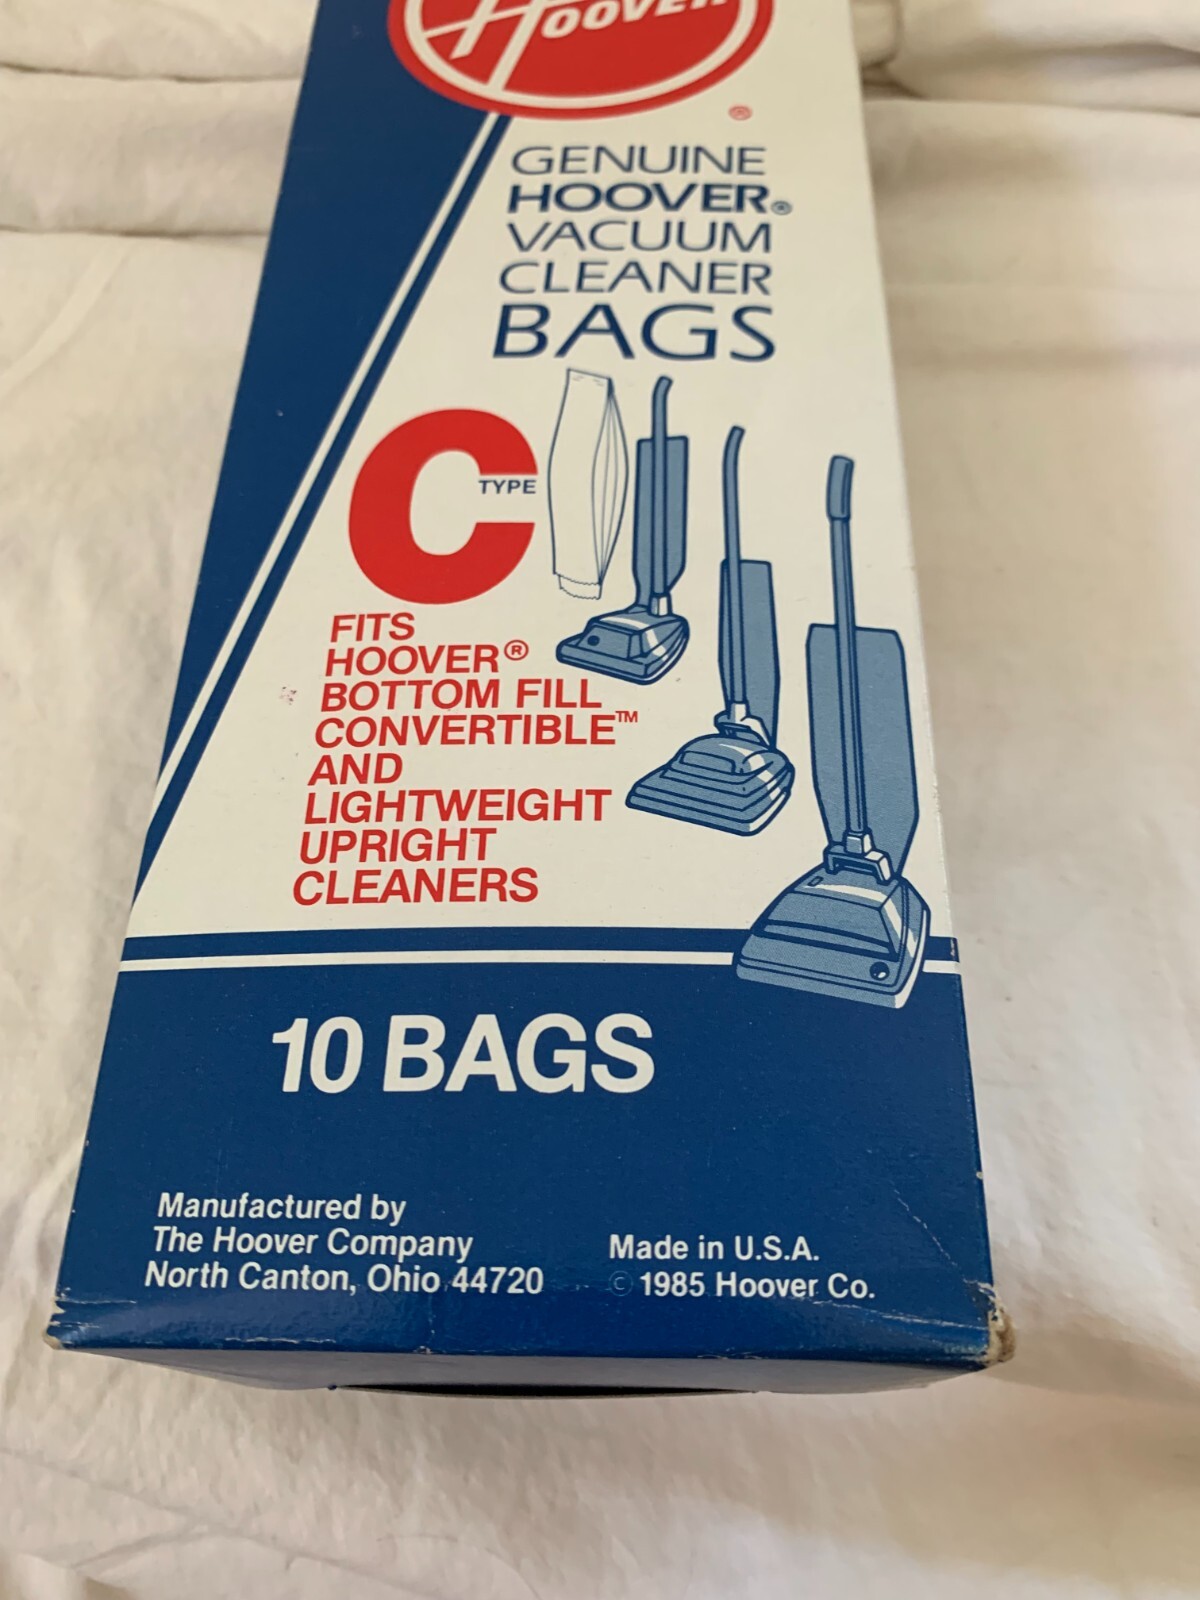 HOOVER
®
GENUINE
HOOVER®
VACUUM
CLEANER
BAGS
C
TYPE
FITS
HOOVER®
BOTTOM FILL
CONVERTIBLE™
AND
LIGHTWEIGHT
UPRIGHT
CLEANERS
10 BAGS
Manufactured by
The Hoover Company
North Canton, Ohio 44720
Made in U.S.A.
© 1985 Hoover Co.